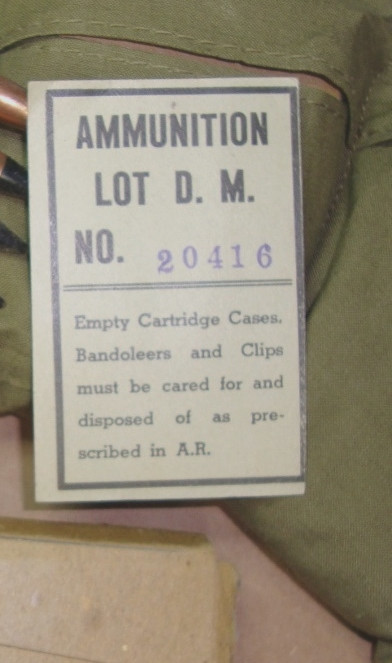 AMMUNITION
LOT D. M.
NO. 20416
Empty Cartridge Cases.
Bandoleers and Clips
must be cared for and
disposed of as pre-
scribed in A.R.